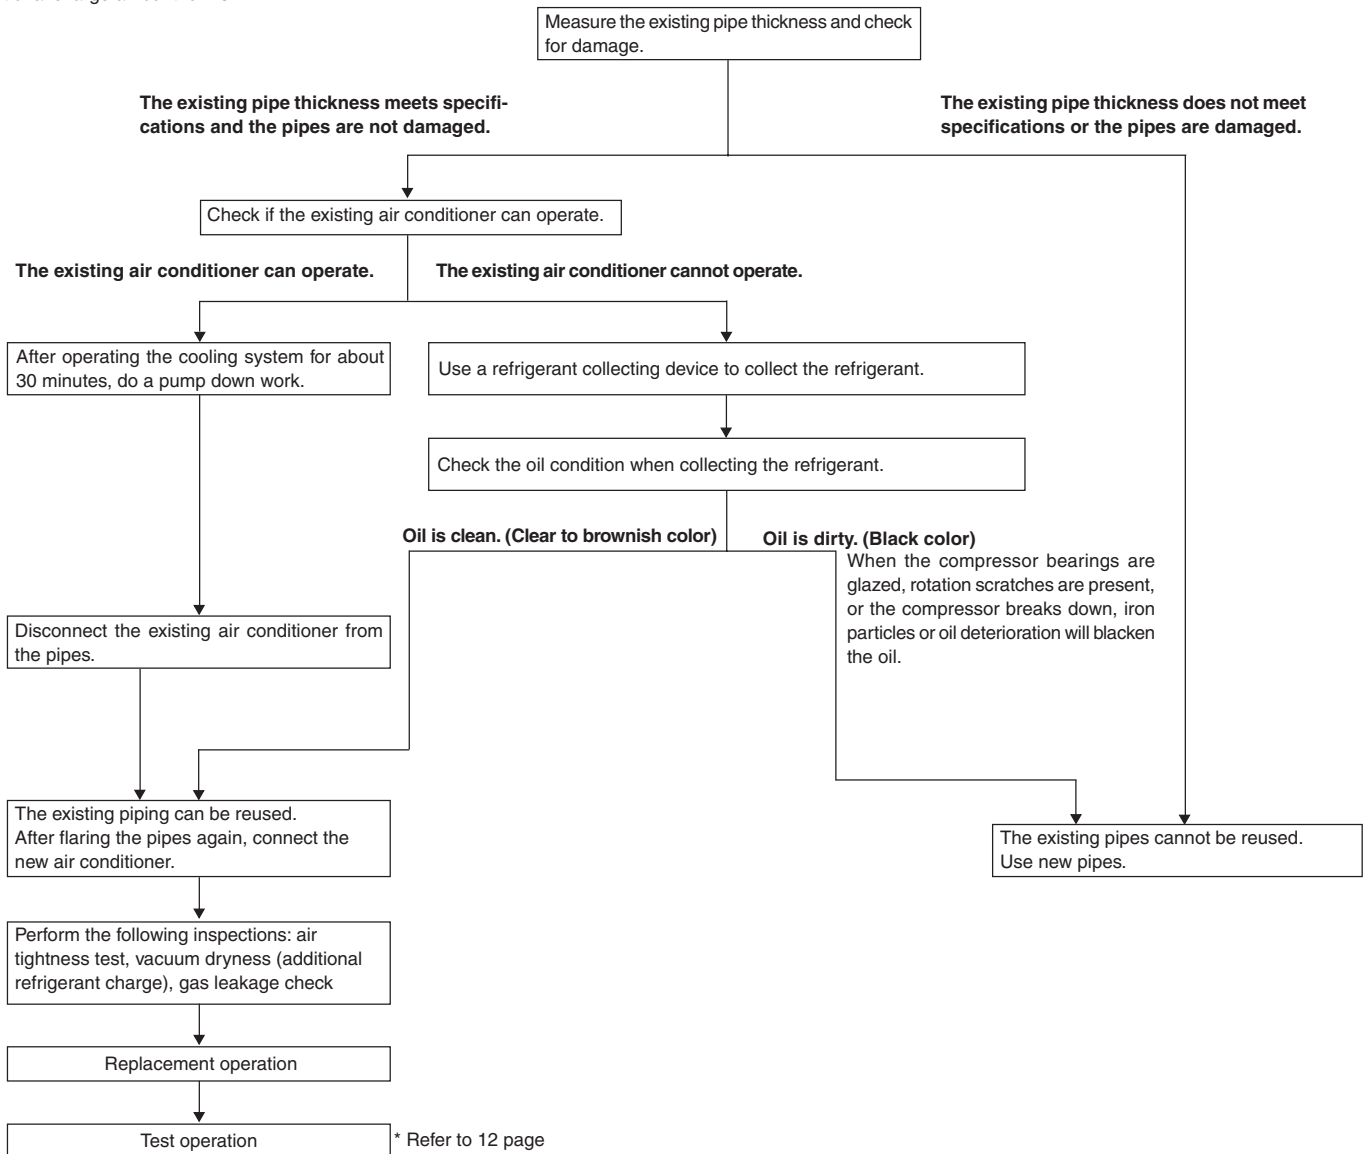 Measure the existing pipe thickness and check
for damage.
The existing pipe thickness meets specifi-
cations and the pipes are not damaged.
The existing pipe thickness does not meet
specifications or the pipes are damaged.
Check if the existing air conditioner can operate.
The existing air conditioner can operate.
The existing air conditioner cannot operate.
After operating the cooling system for about
30 minutes, do a pump down work.
Use a refrigerant collecting device to collect the refrigerant.
Check the oil condition when collecting the refrigerant.
Oil is clean. (Clear to brownish color)
Oil is dirty. (Black color)
When the compressor bearings are
glazed, rotation scratches are present,
or the compressor breaks down, iron
particles or oil deterioration will blacken
the oil.
Disconnect the existing air conditioner from
the pipes.
The existing piping can be reused.
After flaring the pipes again, connect the
new air conditioner.
The existing pipes cannot be reused.
Use new pipes.
Perform the following inspections: air
tightness test, vacuum dryness (additional
refrigerant charge), gas leakage check
Replacement operation
Test operation
* Refer to 12 page